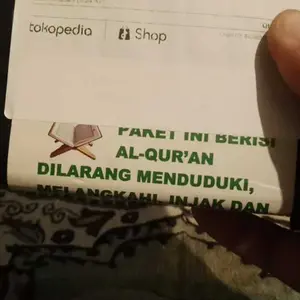 tokopedia Shop
PAKET INI BERISI
AL-QUR'AN
DILARANG MENDUDUKI,
MELANGKAHI, INJAK DAN